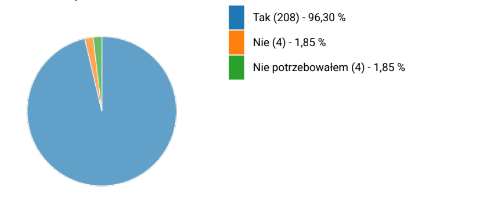 Tak (208) - 96,30 %
Nie (4) - 1,85 %
Nie potrzebowałem (4) - 1,85 %